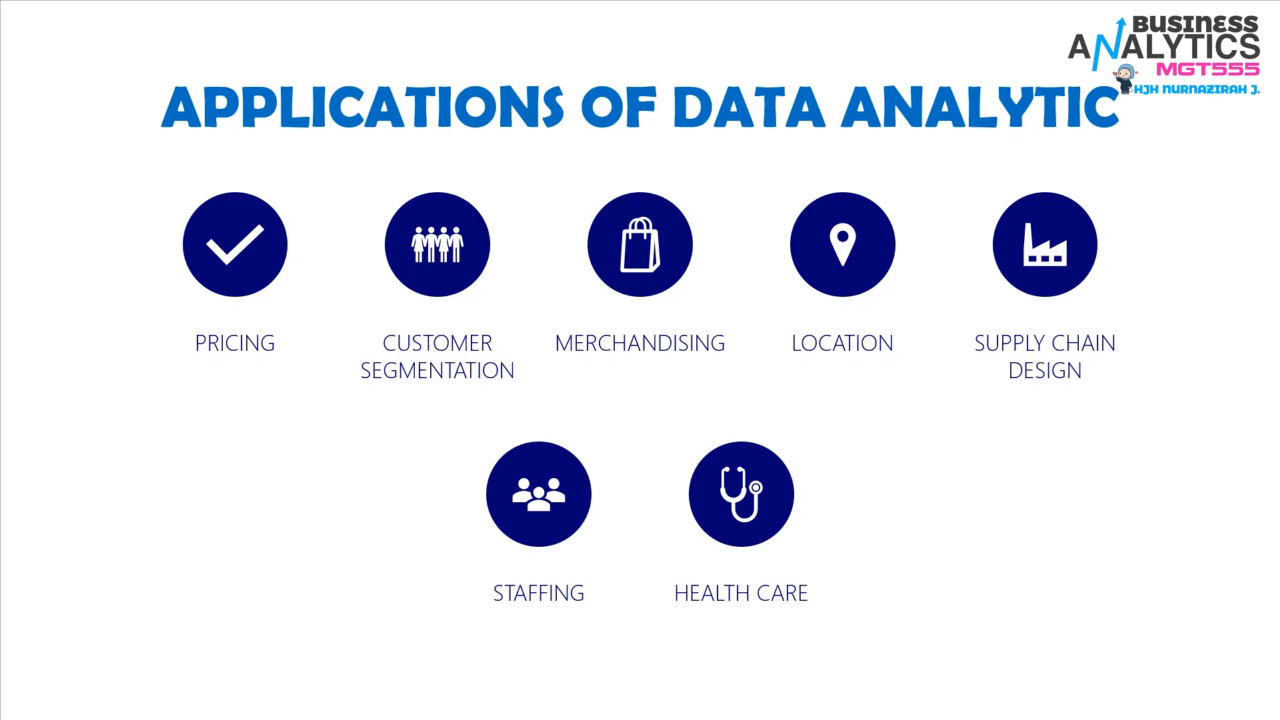 BUSINESS
ANALYTICS
MGT555
HJH NURNAZIRAH J.
APPLICATIONS OF DATA ANALYTIC
PRICING
CUSTOMER
SEGMENTATION
MERCHANDISING
LOCATION
SUPPLY CHAIN
DESIGN
STAFFING
HEALTH CARE